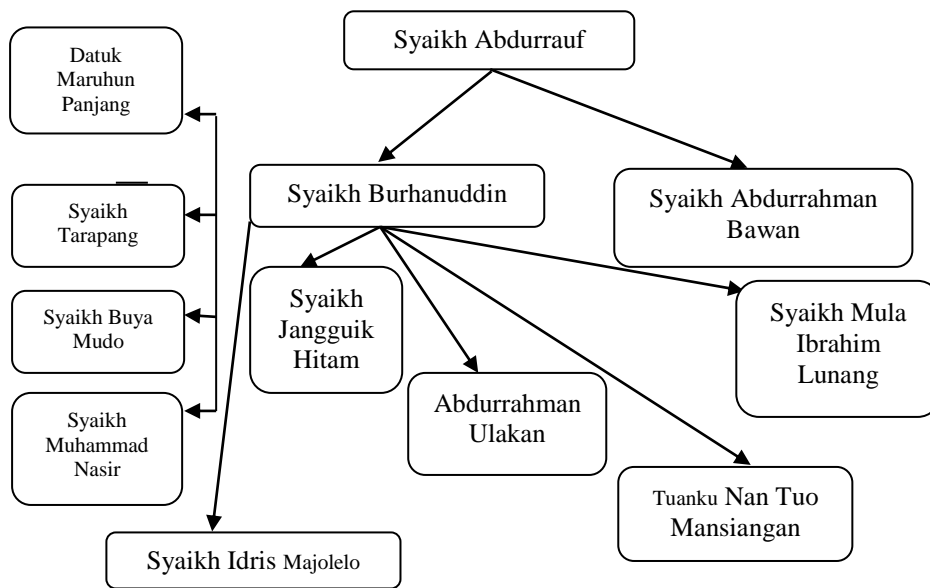 Syaikh Abdurrauf
Datuk
Maruhun
Panjang
Syaikh Burhanuddin
Syaikh Abdurrahman
Bawan
Syaikh
Tarapang
Syaikh
Jangguik
Hitam
Syaikh Mula
Ibrahim
Lunang
Syaikh Buya
Mudo
Abdurrahman
Ulakan
Syaikh
Muhammad
Nasir
Tuanku Nan Tuo
Mansiangan
Syaikh Idris Majolelo